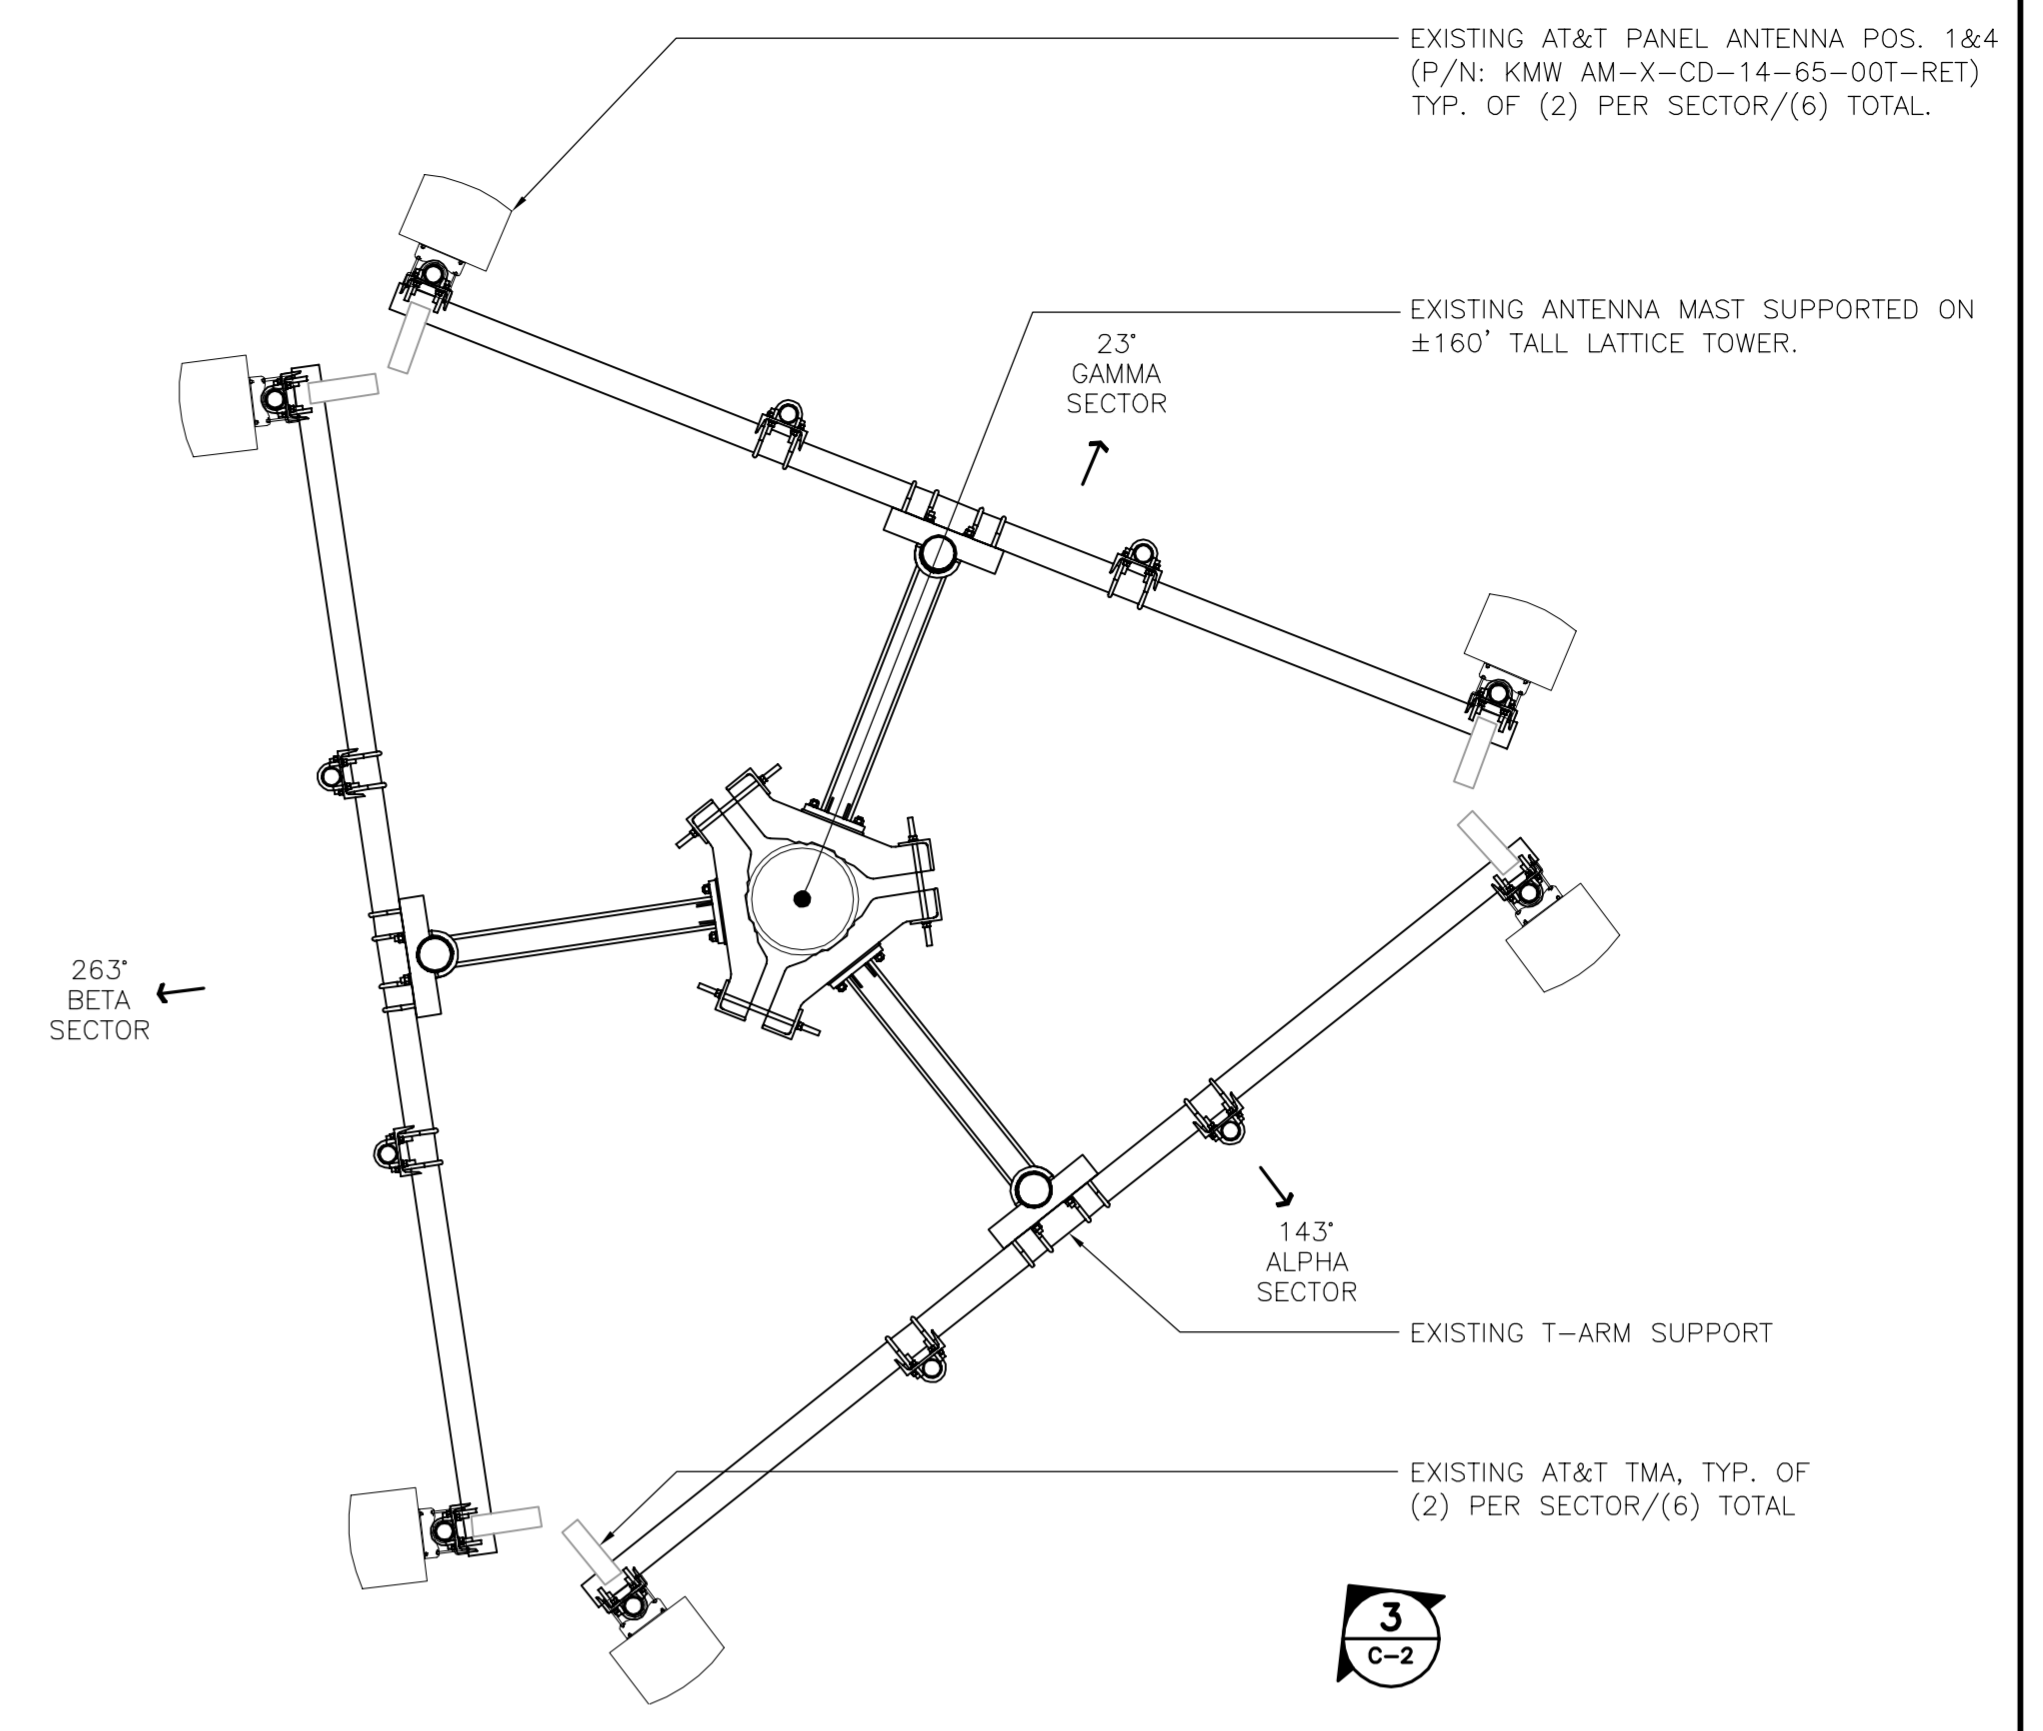 EXISTING AT&T PANEL ANTENNA POS. 1&4
(P/N: KMW AM-X-CD-14-65-00T-RET)
TYP. OF (2) PER SECTOR/(6) TOTAL.
EXISTING ANTENNA MAST SUPPORTED ON
±160' TALL LATTICE TOWER.
23°
GAMMA
SECTOR
263°
BETA
SECTOR
143°
ALPHA
SECTOR
EXISTING T-ARM SUPPORT
EXISTING AT&T TMA, TYP. OF
(2) PER SECTOR/(6) TOTAL
3
C-2